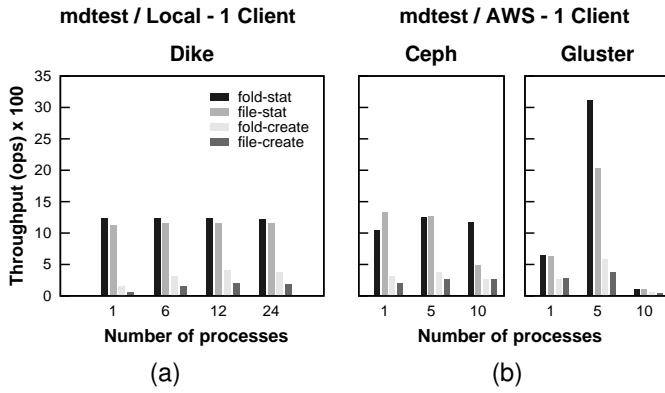 mdtest / Local - 1 Client
mdtest / AWS - 1 Client
Dike
Ceph
Gluster
Throughput (ops) x 100
35
30
25
20
15
10
5
0
fold-stat
file-stat
fold-create
file-create
1 6 12 24
1 5 10
1 5 10
Number of processes
Number of processes
(a)
(b)